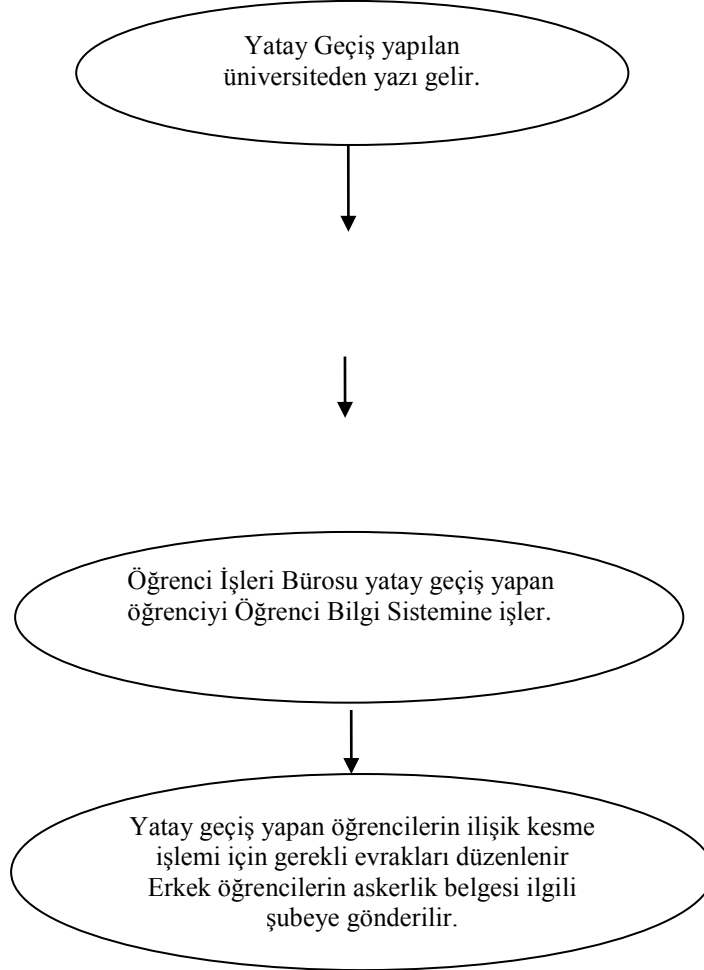 Yatay Geçiş yapılan
üniversiteden yazı gelir.
Öğrenci İşleri Bürosu yatay geçiş yapan
öğrenciyi Öğrenci Bilgi Sistemine işler.
Yatay geçiş yapan öğrencilerin ilişik kesme
işlemi için gerekli evrakları düzenlenir
Erkek öğrencilerin askerlik belgesi ilgili
şubeye gönderilir.